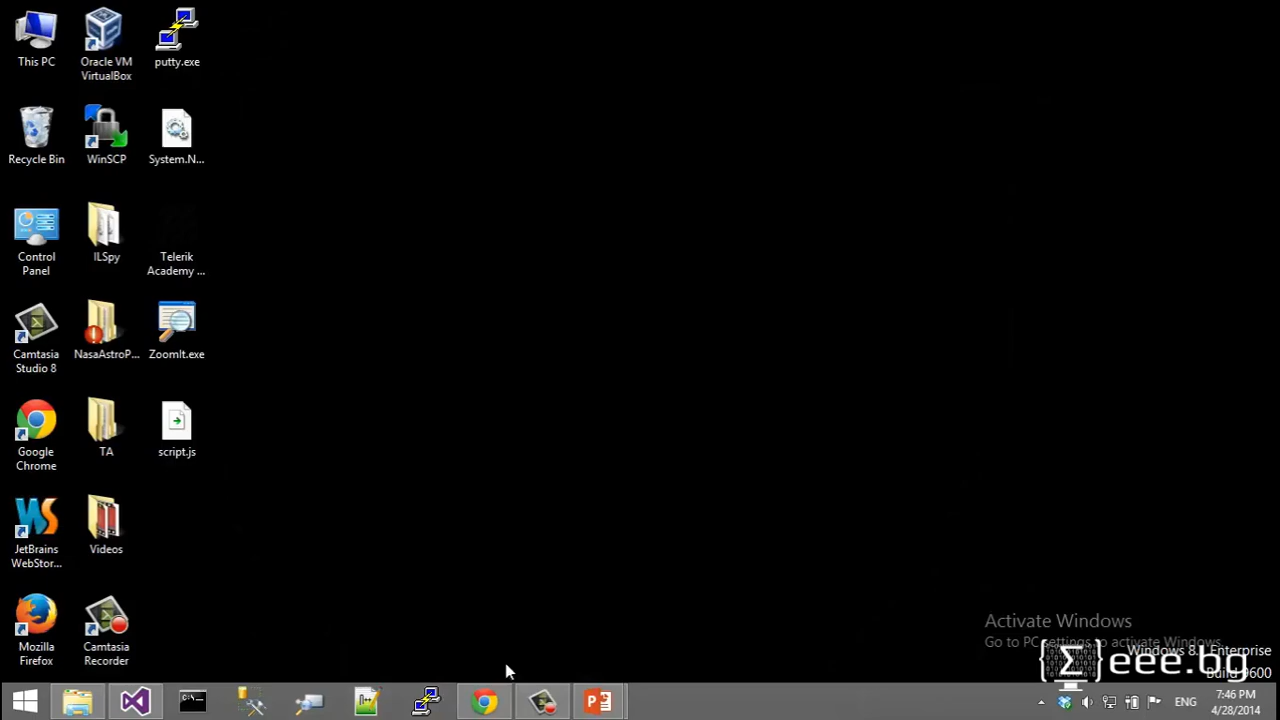 This PC
Oracle VM
VirtualBox
putty.exe
Recycle Bin
WinSCP
System.N...
Control
Panel
ILSpy
Telerik
Academy ...
Camtasia
Studio 8
NasaAstroP...
ZoomIt.exe
Google
Chrome
TA
script.js
JetBrains
WebStor...
Videos
Mozilla
Firefox
Camtasia
Recorder
Activate Windows
Go to PC settings to activate Windows.
Windows 8.1 Enterprise
Build 9600
{Σ} eee.bg
ENG
7:46 PM
4/28/2014